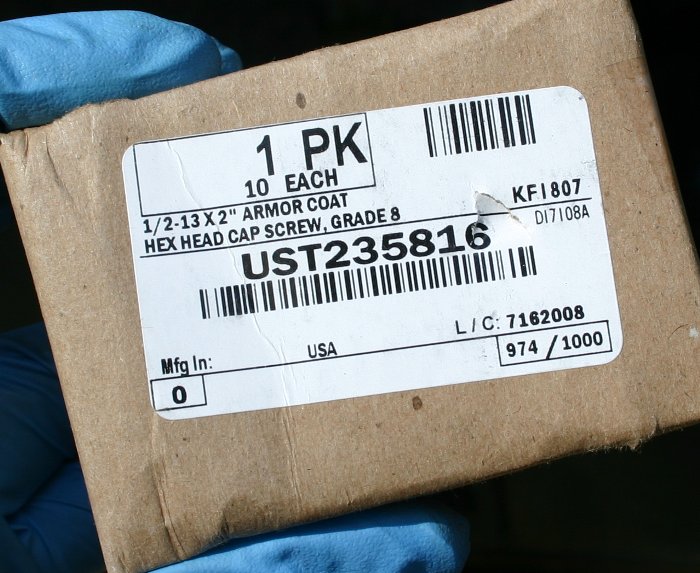 1 PK
10 EACH
1/2-13 X 2" ARMOR COAT
HEX HEAD CAP SCREW, GRADE 8
KF1807
D17108A
UST235816
L / C: 7162008
Mfg In: USA
974 / 1000
0